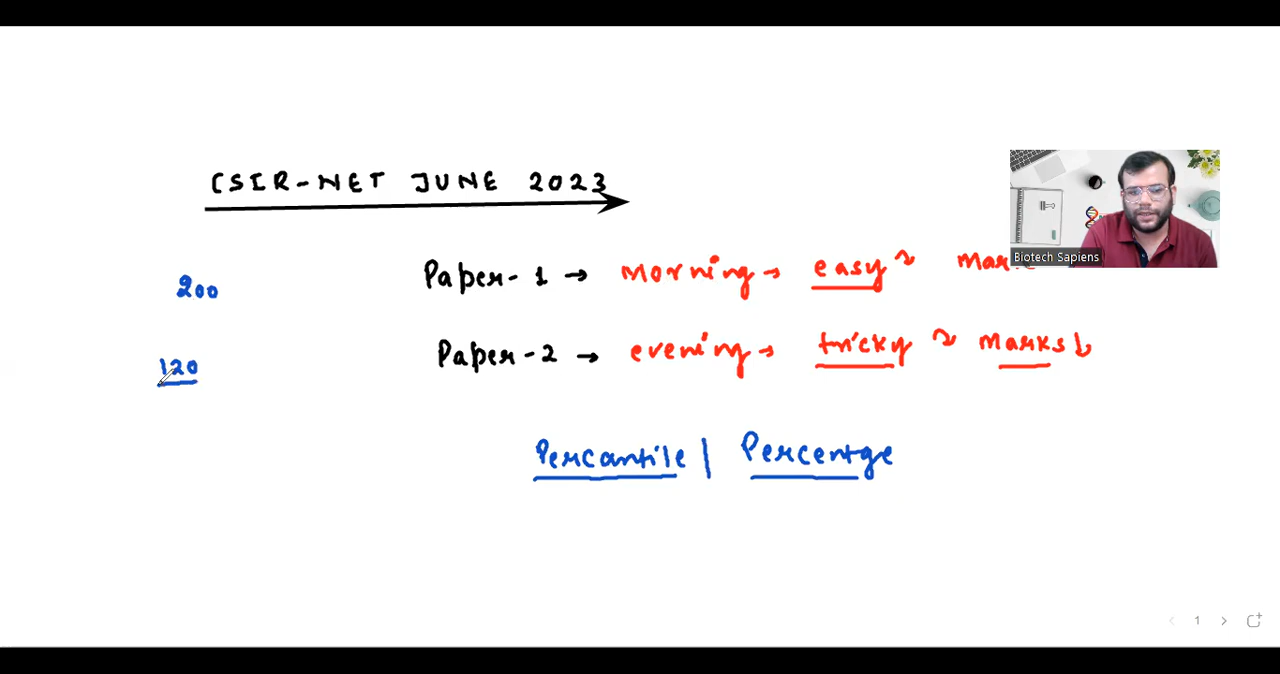 CSIR-NET JUNE 2023
200
Paper-1 → morning → easy
Biotech Sapiens
120
Paper-2 → evening → tricky marks↓
Percantile | Percentge
1